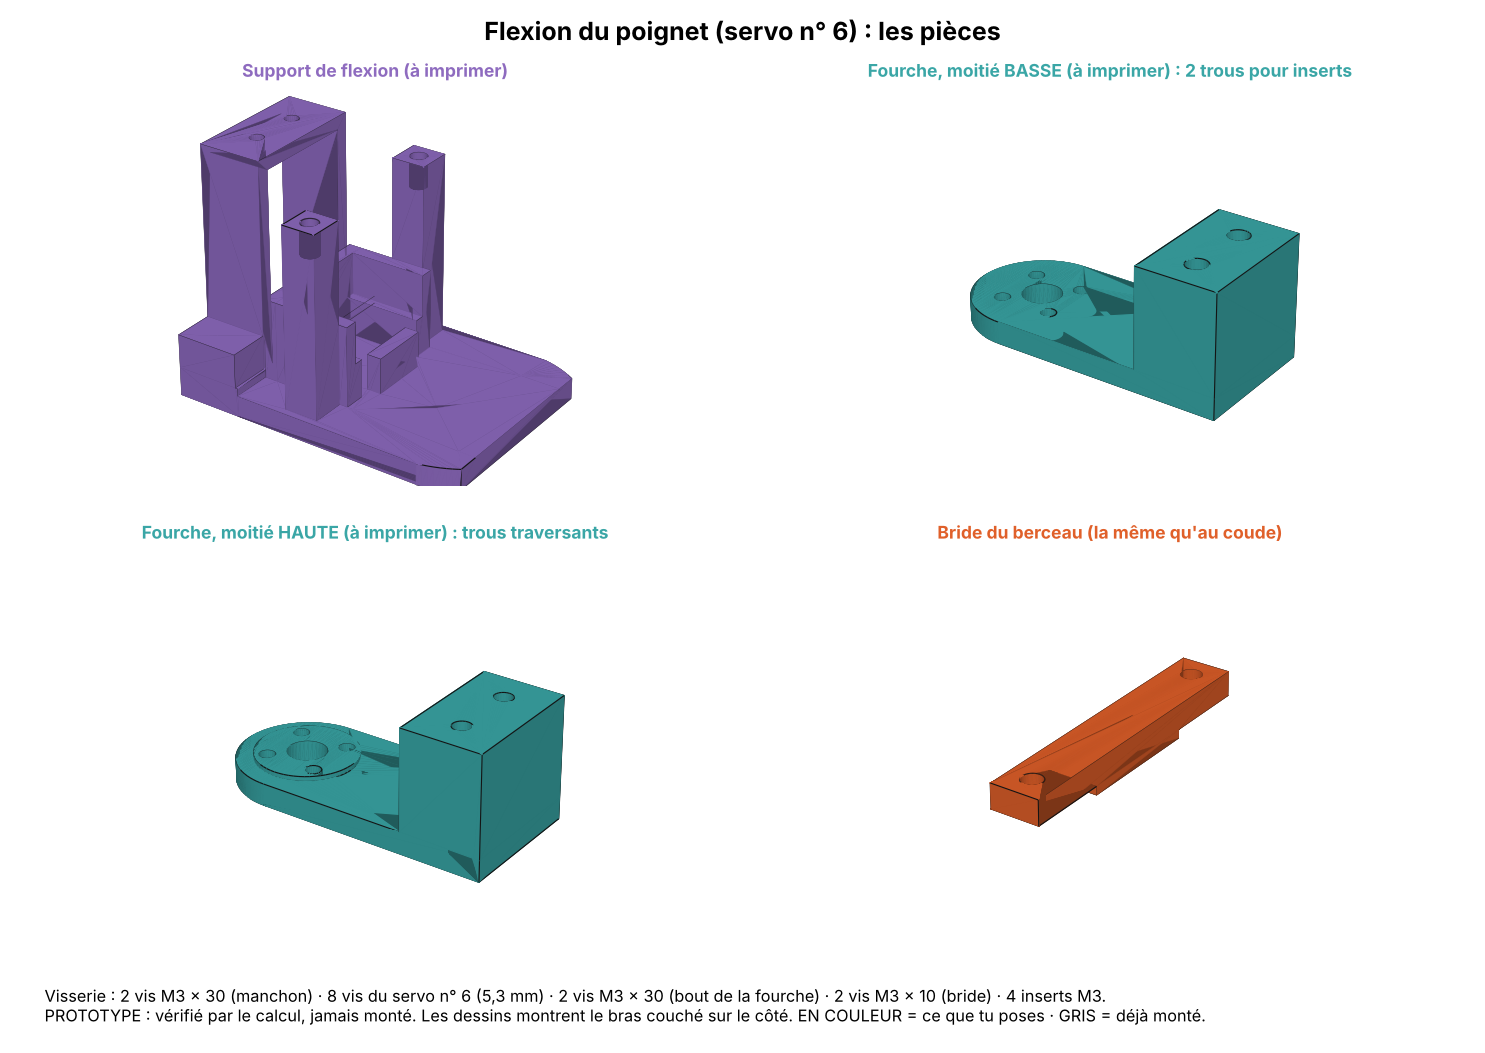 Flexion du poignet (servo n° 6) : les pièces
Support de flexion (à imprimer)
Fourche, moitié BASSE (à imprimer) : 2 trous pour inserts
Fourche, moitié HAUTE (à imprimer) : trous traversants
Bride du berceau (la même qu'au coude)
Visserie : 2 vis M3 × 30 (manchon) · 8 vis du servo n° 6 (5,3 mm) · 2 vis M3 × 30 (bout de la fourche) · 2 vis M3 × 10 (bride) · 4 inserts M3.
PROTOTYPE : vérifié par le calcul, jamais monté. Les dessins montrent le bras couché sur le côté. EN COULEUR = ce que tu poses · GRIS = déjà monté.